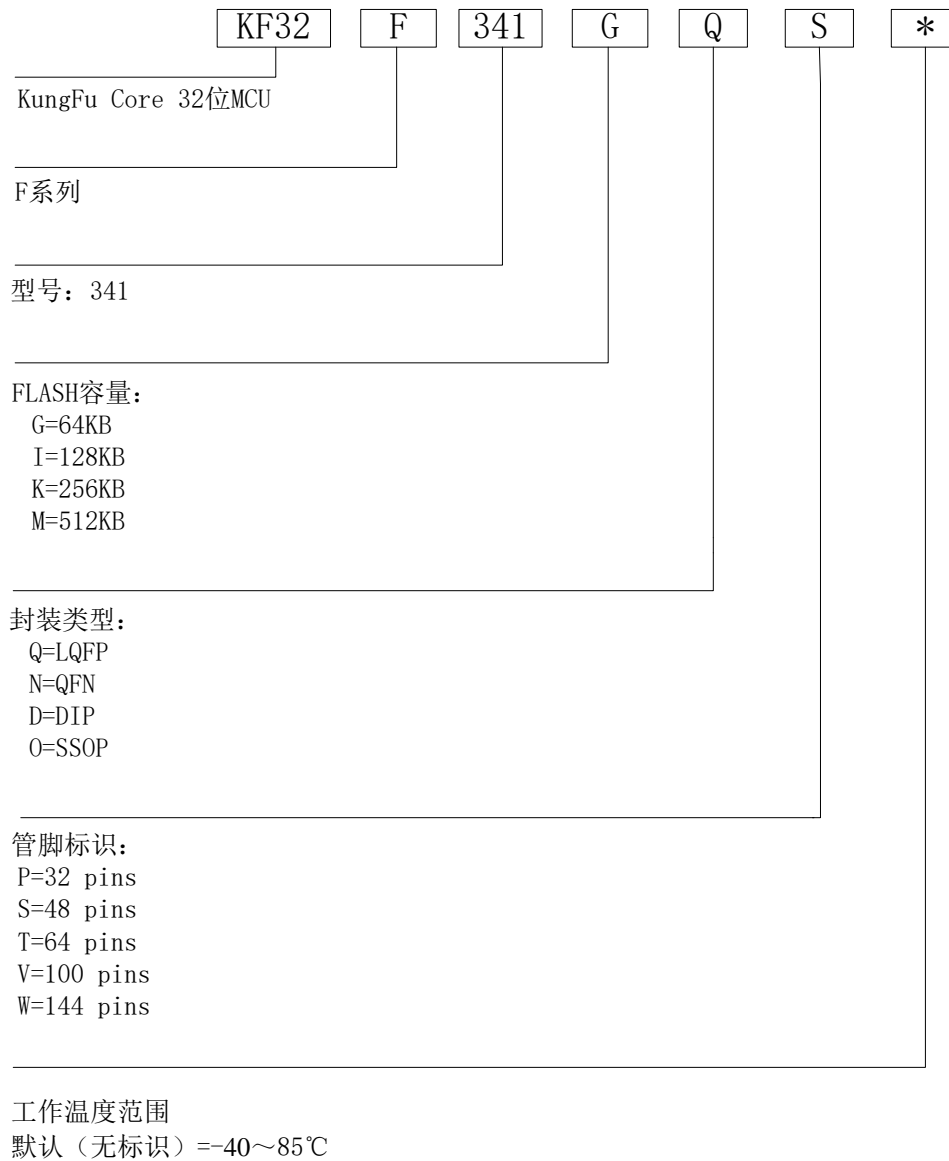 KF32 F 341 G Q S *
KungFu Core 32位MCU
F系列
型号：341
FLASH容量：
G=64KB
I=128KB
K=256KB
M=512KB
封装类型：
Q=LQFP
N=QFN
D=DIP
O=SSOP
管脚标识：
P=32 pins
S=48 pins
T=64 pins
V=100 pins
W=144 pins
工作温度范围
默认（无标识）=-40～85℃